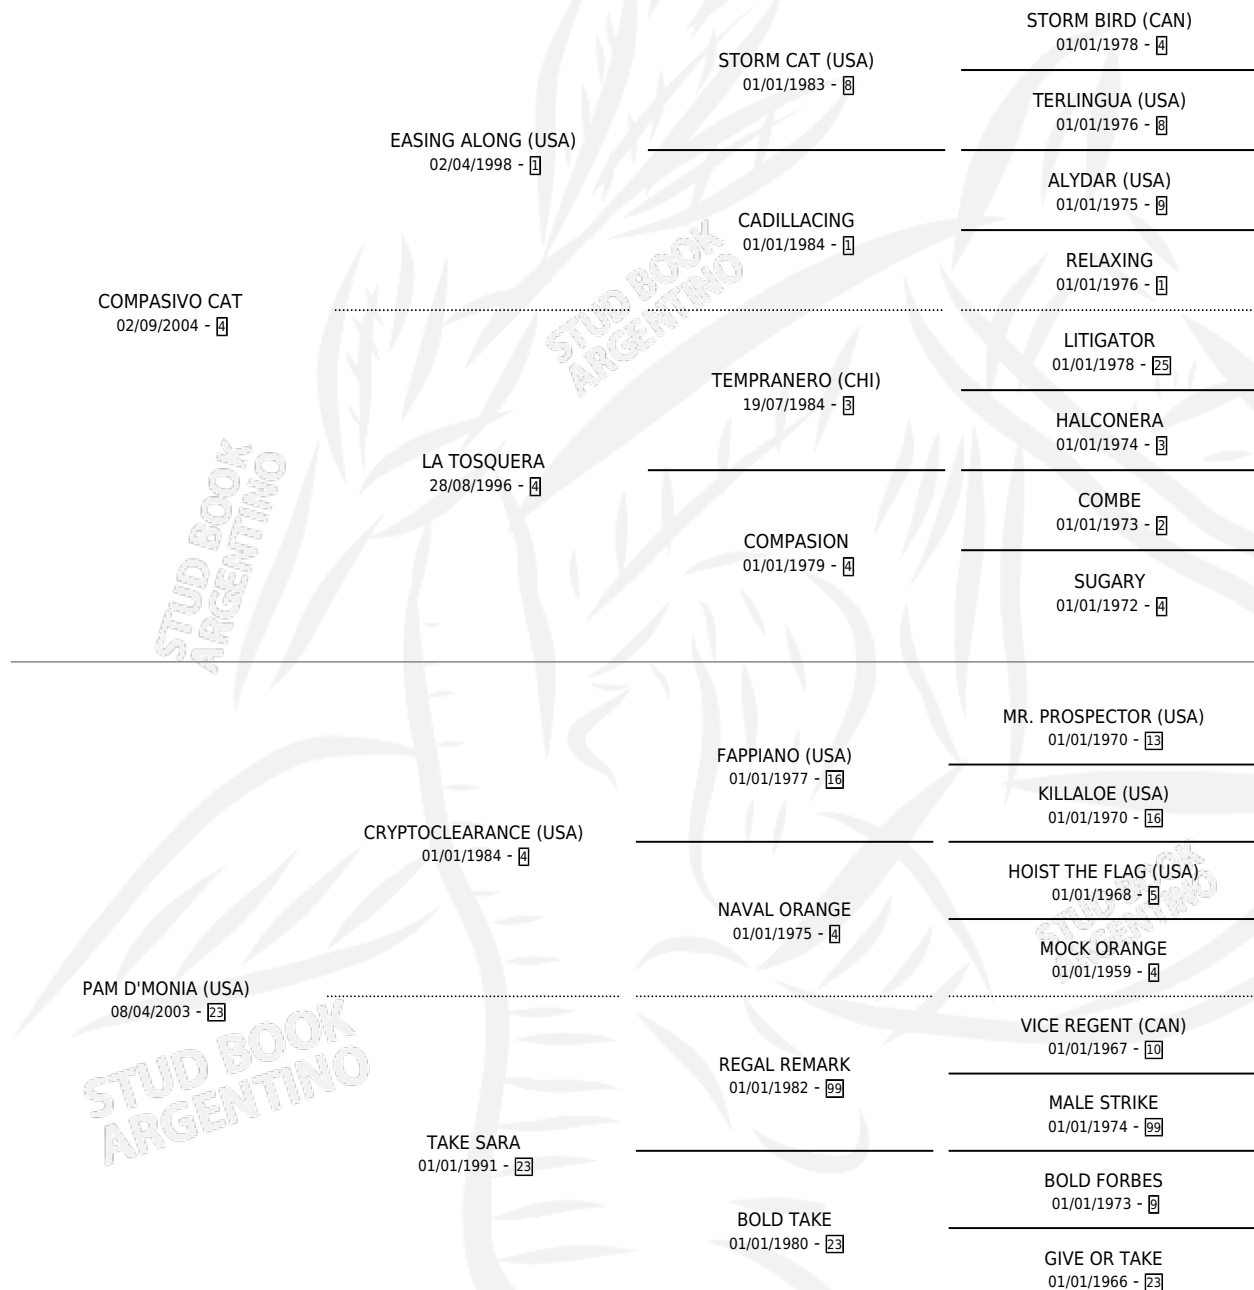 STORM BIRD (CAN)
01/01/1978 - 4
STORM CAT (USA)
01/01/1983 - 8
TERLINGUA (USA)
01/01/1976 - 8
EASING ALONG (USA)
02/04/1998 - 1
ALYDAR (USA)
01/01/1975 - 9
CADILLACING
01/01/1984 - 1
RELAXING
01/01/1976 - 1
COMPASIVO CAT
02/09/2004 - 4
LITIGATOR
01/01/1978 - 25
TEMPRANERO (CHI)
19/07/1984 - 3
HALCONERA
01/01/1974 - 3
LA TOSQUERA
28/08/1996 - 4
COMBE
01/01/1973 - 2
COMPASION
01/01/1979 - 4
SUGARY
01/01/1972 - 4
MR. PROSPECTOR (USA)
01/01/1970 - 13
FAPPIANO (USA)
01/01/1977 - 16
KILLALOE (USA)
01/01/1970 - 16
CRYPTOCLEARANCE (USA)
01/01/1984 - 4
HOIST THE FLAG (USA)
01/01/1968 - 5
NAVAL ORANGE
01/01/1975 - 4
MOCK ORANGE
01/01/1959 - 4
PAM D'MONIA (USA)
08/04/2003 - 23
VICE REGENT (CAN)
01/01/1967 - 10
REGAL REMARK
01/01/1982 - 99
MALE STRIKE
01/01/1974 - 99
TAKE SARA
01/01/1991 - 23
BOLD FORBES
01/01/1973 - 9
BOLD TAKE
01/01/1980 - 23
GIVE OR TAKE
01/01/1966 - 23
STUD BOOK
ARGENTINO
STUD BOOK
ARGENTINO
STUD BOOK
ARGENTINO
STUD BOOK
ARGENTINO